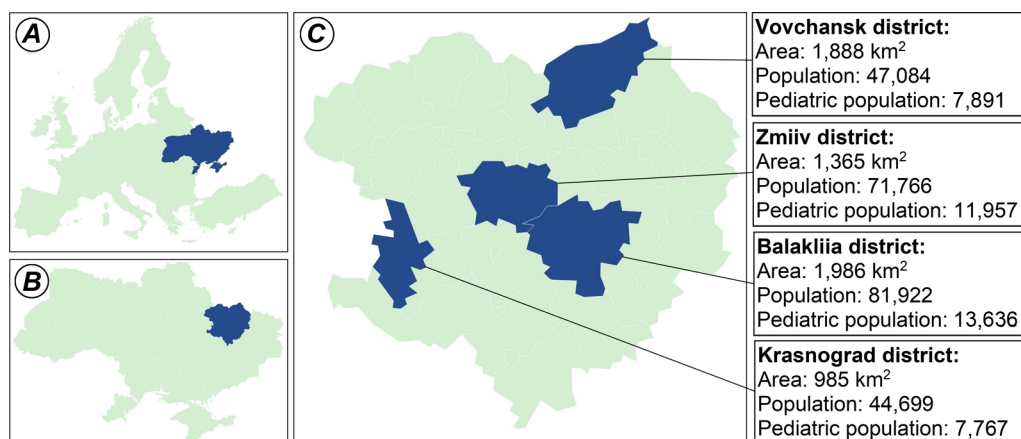 A
B
C
Vovchansk district:
Area: 1,888 km²
Population: 47,084
Pediatric population: 7,891
Zmiiv district:
Area: 1,365 km²
Population: 71,766
Pediatric population: 11,957
Balakliia district:
Area: 1,986 km²
Population: 81,922
Pediatric population: 13,636
Krasnograd district:
Area: 985 km²
Population: 44,699
Pediatric population: 7,767